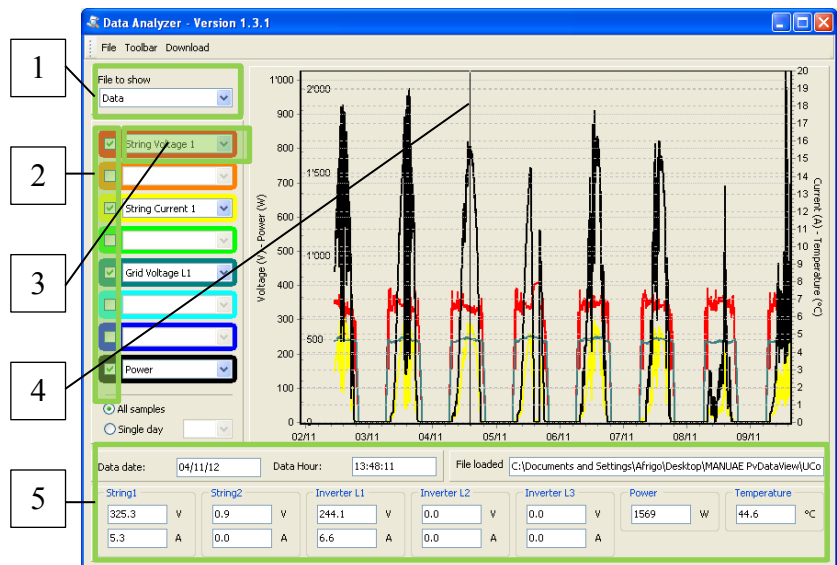 Data Analyzer - Version 1.3.1
File Toolbar Download
1
File to show
Data
2
String Voltage 1
String Current 1
3
Grid Voltage L1
4
Power
All samples
Single day
Voltage (V) - Power (W)
1'000
900
800
700
600
500
400
300
200
100
0
2'000
1'500
1'000
500
0
20
19
18
17
16
15
14
13
12
11
10
9
8
7
6
5
4
3
2
1
0
Current (A) - Temperature (°C)
02/11 03/11 04/11 05/11 06/11 07/11 08/11 09/11
5
Data date: 04/11/12 Data Hour: 13:48:11 File loaded C:\Documents and Settings\Afrigo\Desktop\MANUAE PvDataView\UCo
String1 String2 Inverter L1 Inverter L2 Inverter L3 Power Temperature
325.3 V 0.9 V 244.1 V 0.0 V 0.0 V 1569 W 44.6 °C
5.3 A 0.0 A 6.6 A 0.0 A 0.0 A